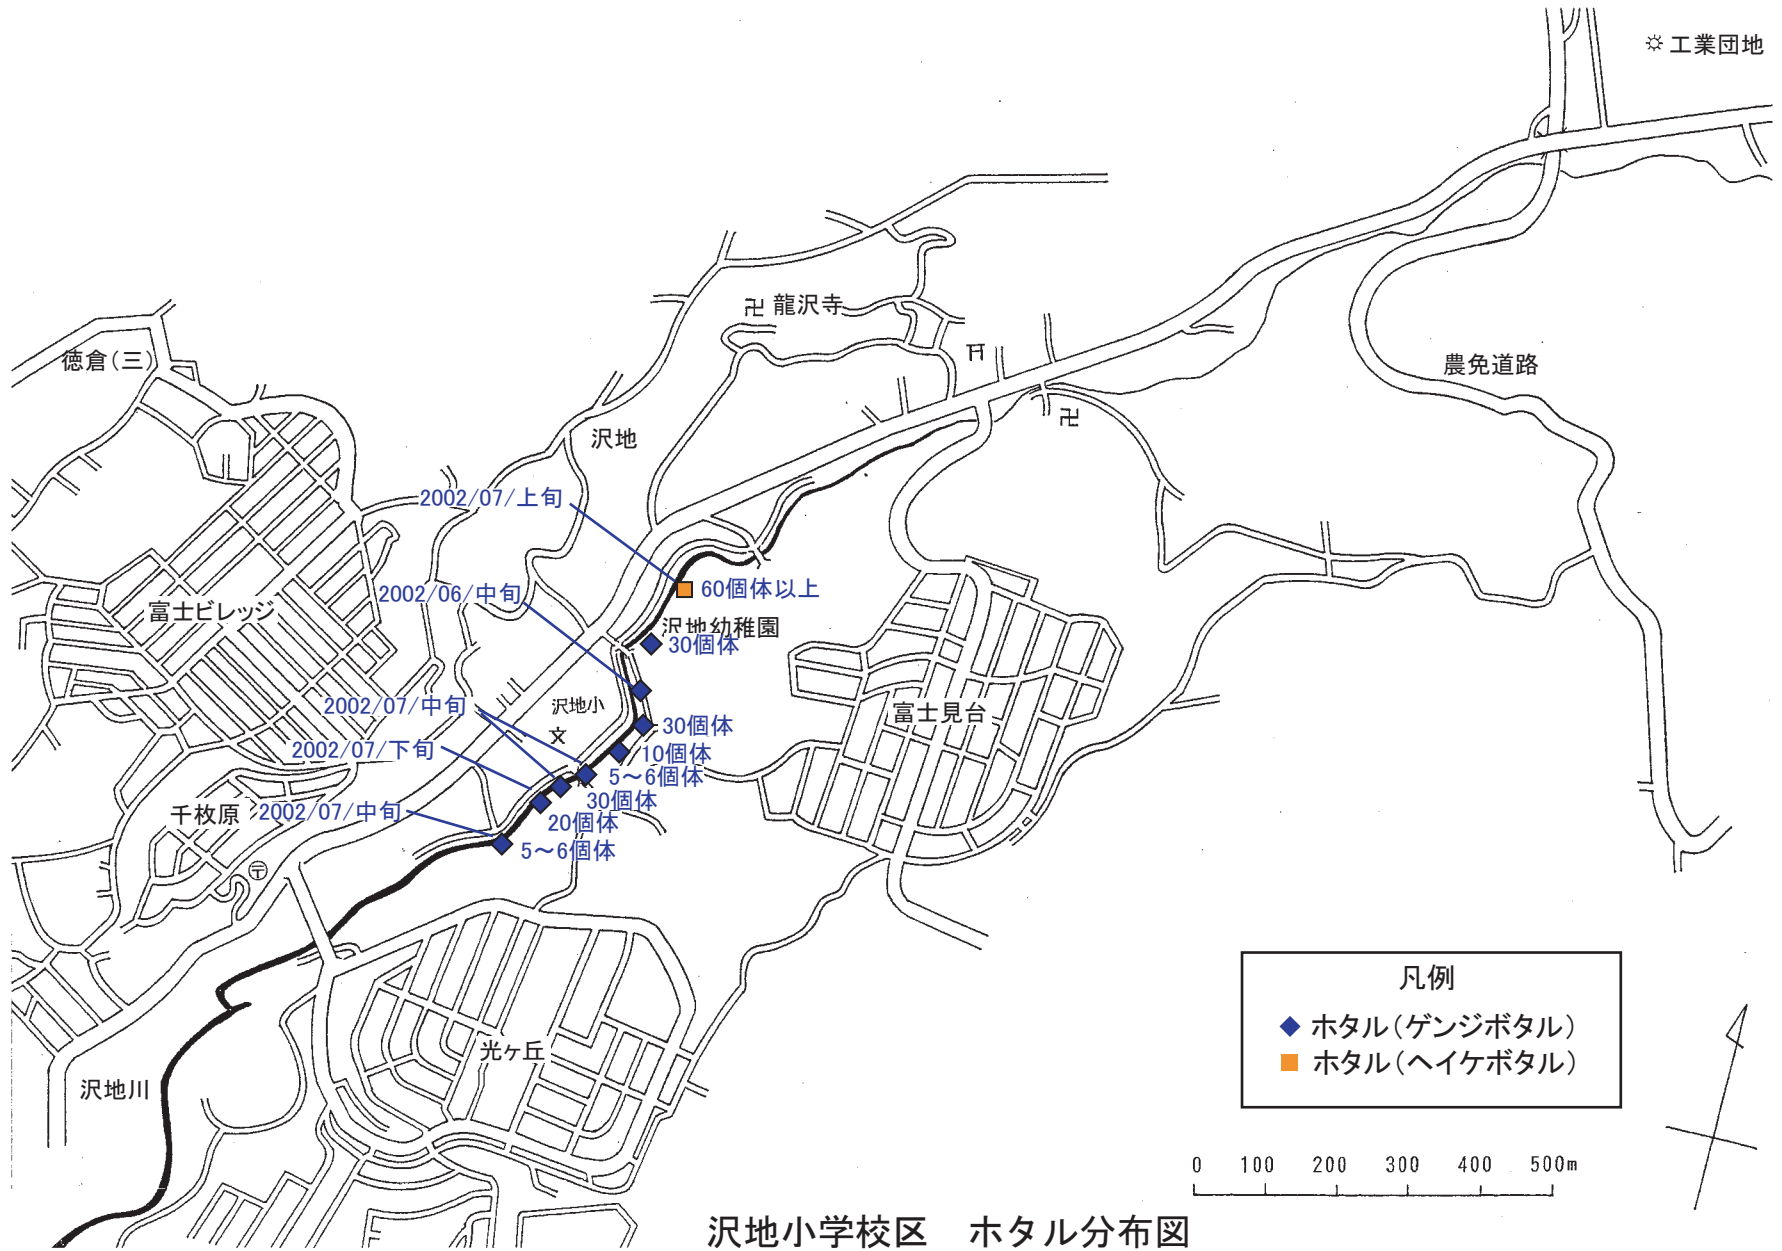 工業団地
卍 龍沢寺
徳倉(三)
農免道路
卍
沢地
2002/07/上旬
60個体以上
2002/06/中旬
富士ビレッジ
沢地幼稚園
30個体
2002/07/中旬
沢地小
文
富士見台
30個体
2002/07/下旬
10個体
5～6個体
30個体
千枚原
2002/07/中旬
20個体
5～6個体
〒
光ヶ丘
沢地川
凡例
ホタル(ゲンジボタル)
ホタル(ヘイケボタル)
0 100 200 300 400 500m
沢地小学校区　ホタル分布図